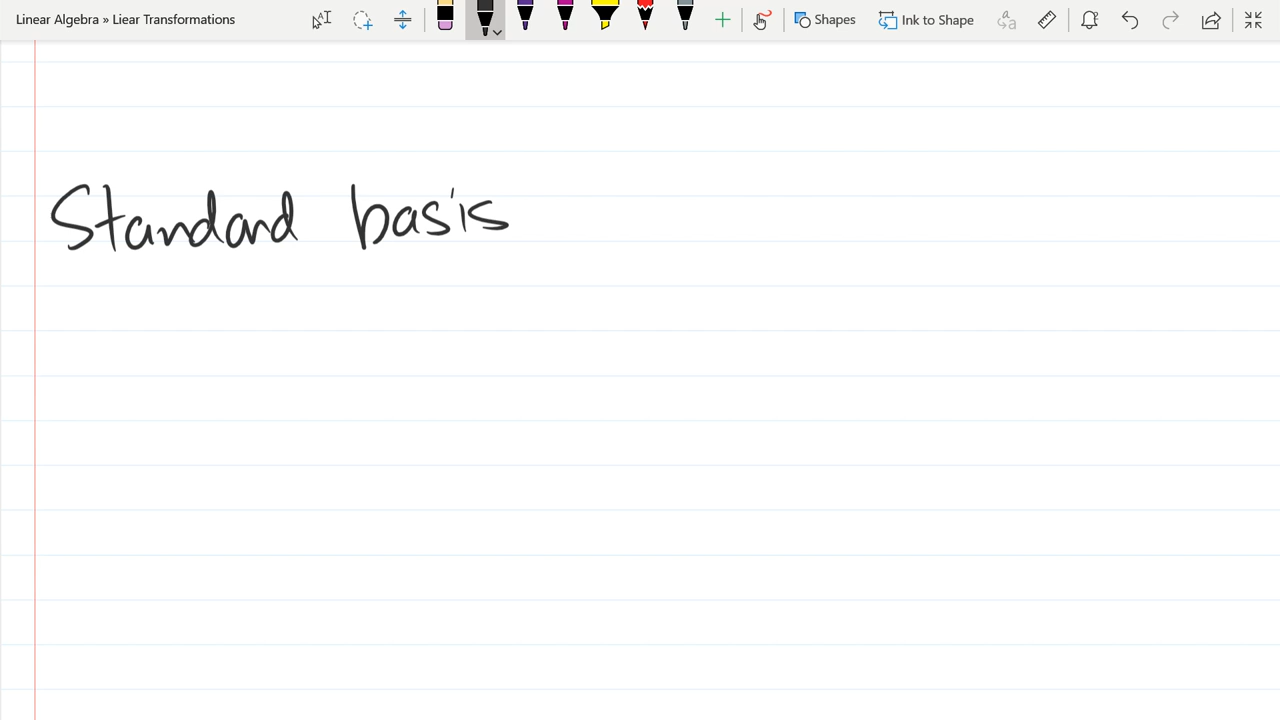 Linear Algebra » Liear Transformations Shapes Ink to Shape
Standard basis